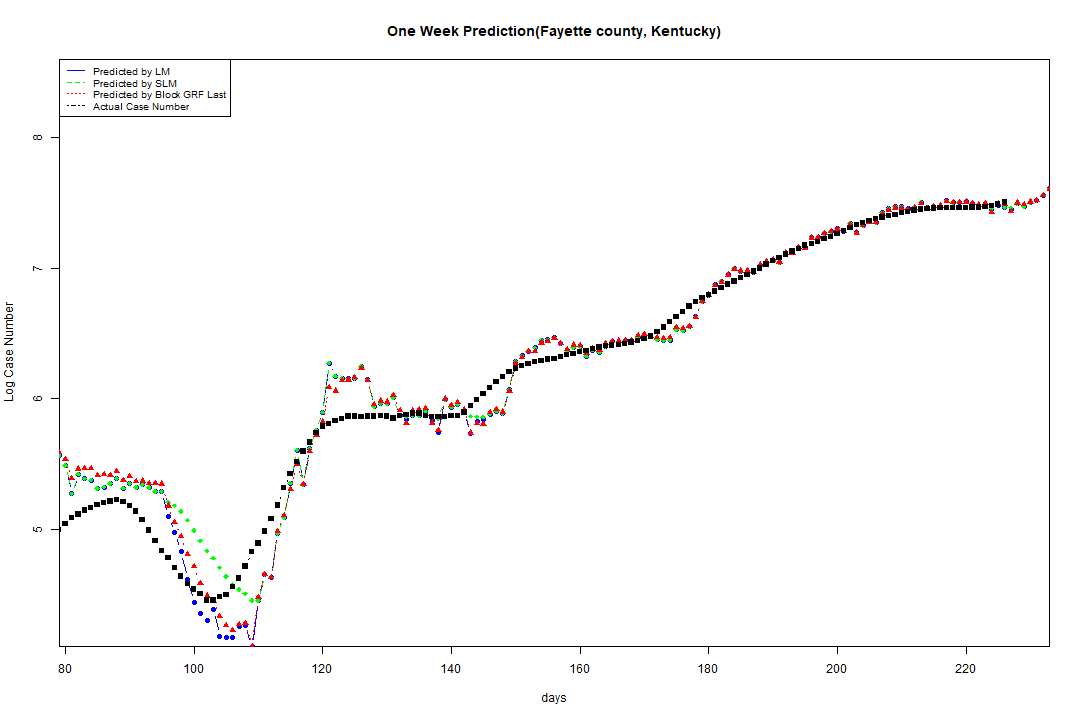 One Week Prediction(Fayette county, Kentucky)
Predicted by LM
Predicted by SLM
Predicted by Block GRF Last
Actual Case Number
8
7
6
5
Log Case Number
80 100 120 140 160 180 200 220
days